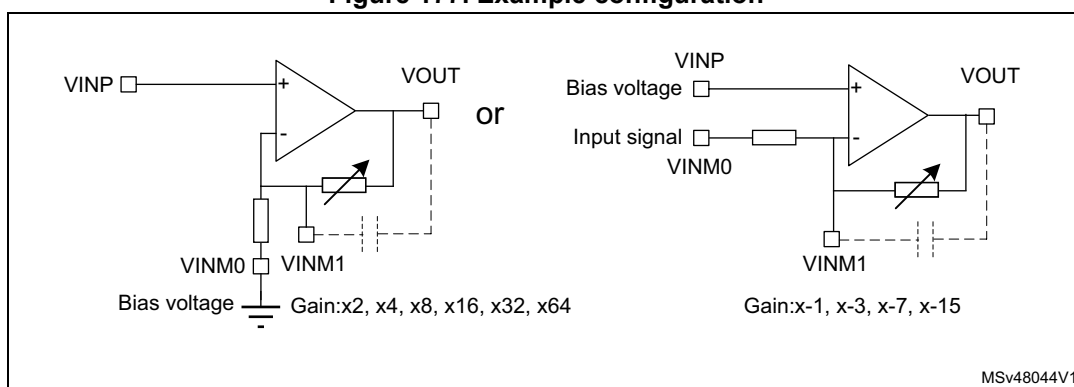 Figure Example configuration
VINP
VOUT
+
-
VINM0
VINM1
Bias voltage
Gain:x2, x4, x8, x16, x32, x64
or
VINP
Bias voltage
VOUT
+
Input signal
-
VINM0
VINM1
Gain:x-1, x-3, x-7, x-15
MSv48044V1